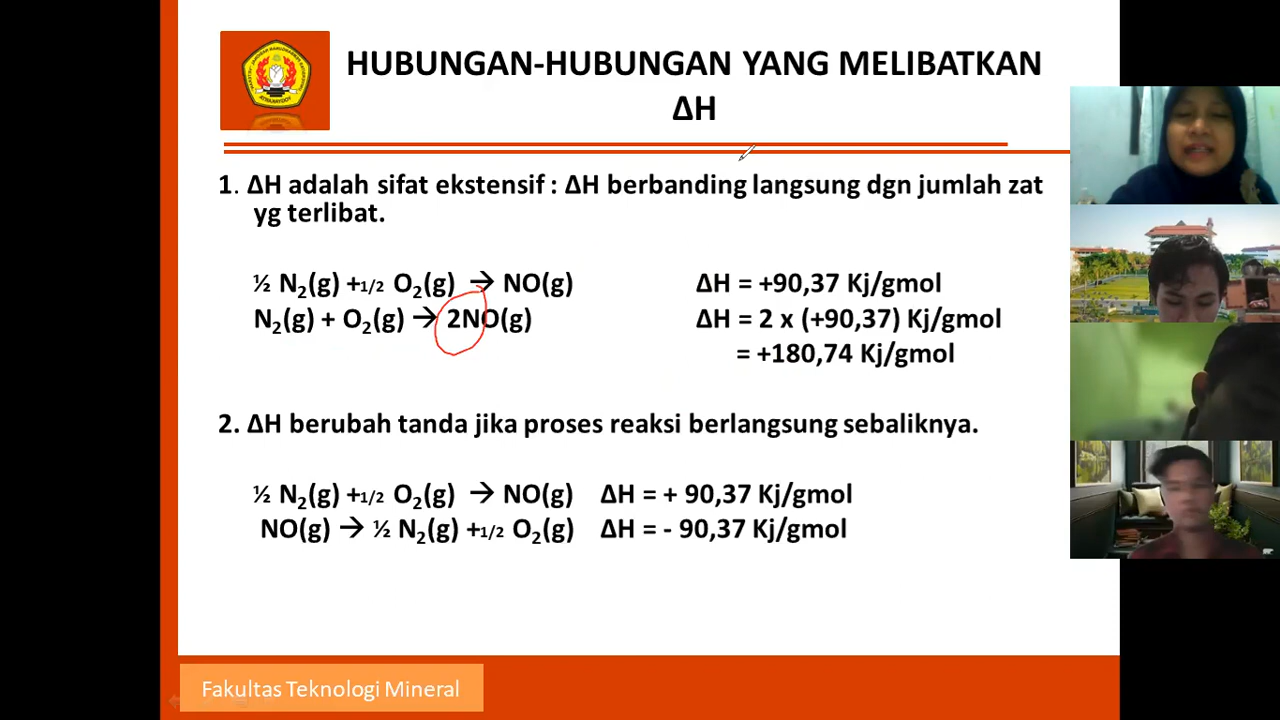 HUBUNGAN-HUBUNGAN YANG MELIBATKAN
ΔH
1. ΔH adalah sifat ekstensif : ΔH berbanding langsung dgn jumlah zat
yg terlibat.
½ N₂(g) +1/2 O₂(g) → NO(g) ΔH = +90,37 Kj/gmol
N₂(g) + O₂(g) → 2NO(g) ΔH = 2 x (+90,37) Kj/gmol
= +180,74 Kj/gmol
2. ΔH berubah tanda jika proses reaksi berlangsung sebaliknya.
½ N₂(g) +1/2 O₂(g) → NO(g) ΔH = + 90,37 Kj/gmol
NO(g) → ½ N₂(g) +1/2 O₂(g) ΔH = - 90,37 Kj/gmol
Fakultas Teknologi Mineral